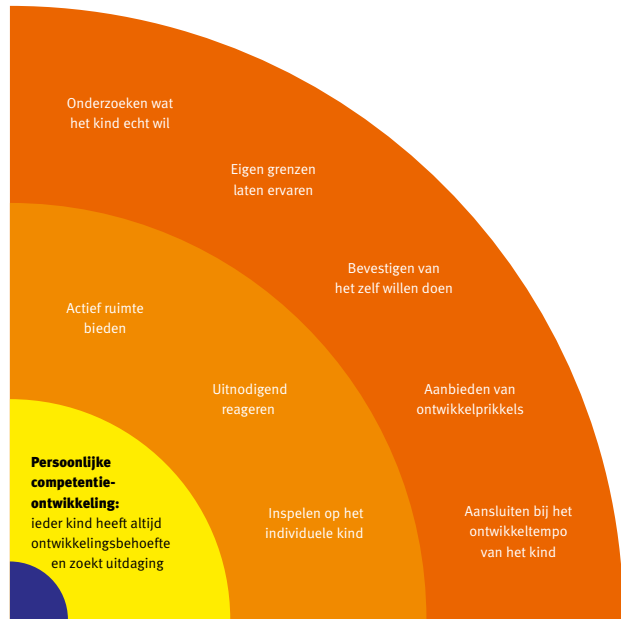 Onderzoeken wat
het kind echt wil
Eigen grenzen
laten ervaren
Bevestigen van
het zelf willen doen
Actief ruimte
bieden
Uitnodigend
reageren
Aanbieden van
ontwikkelprikkels
Persoonlijke
competentie-
ontwikkeling:
ieder kind heeft altijd
ontwikkelingsbehoefte
en zoekt uitdaging
Inspelen op het
individuele kind
Aansluiten bij het
ontwikkeltempo
van het kind